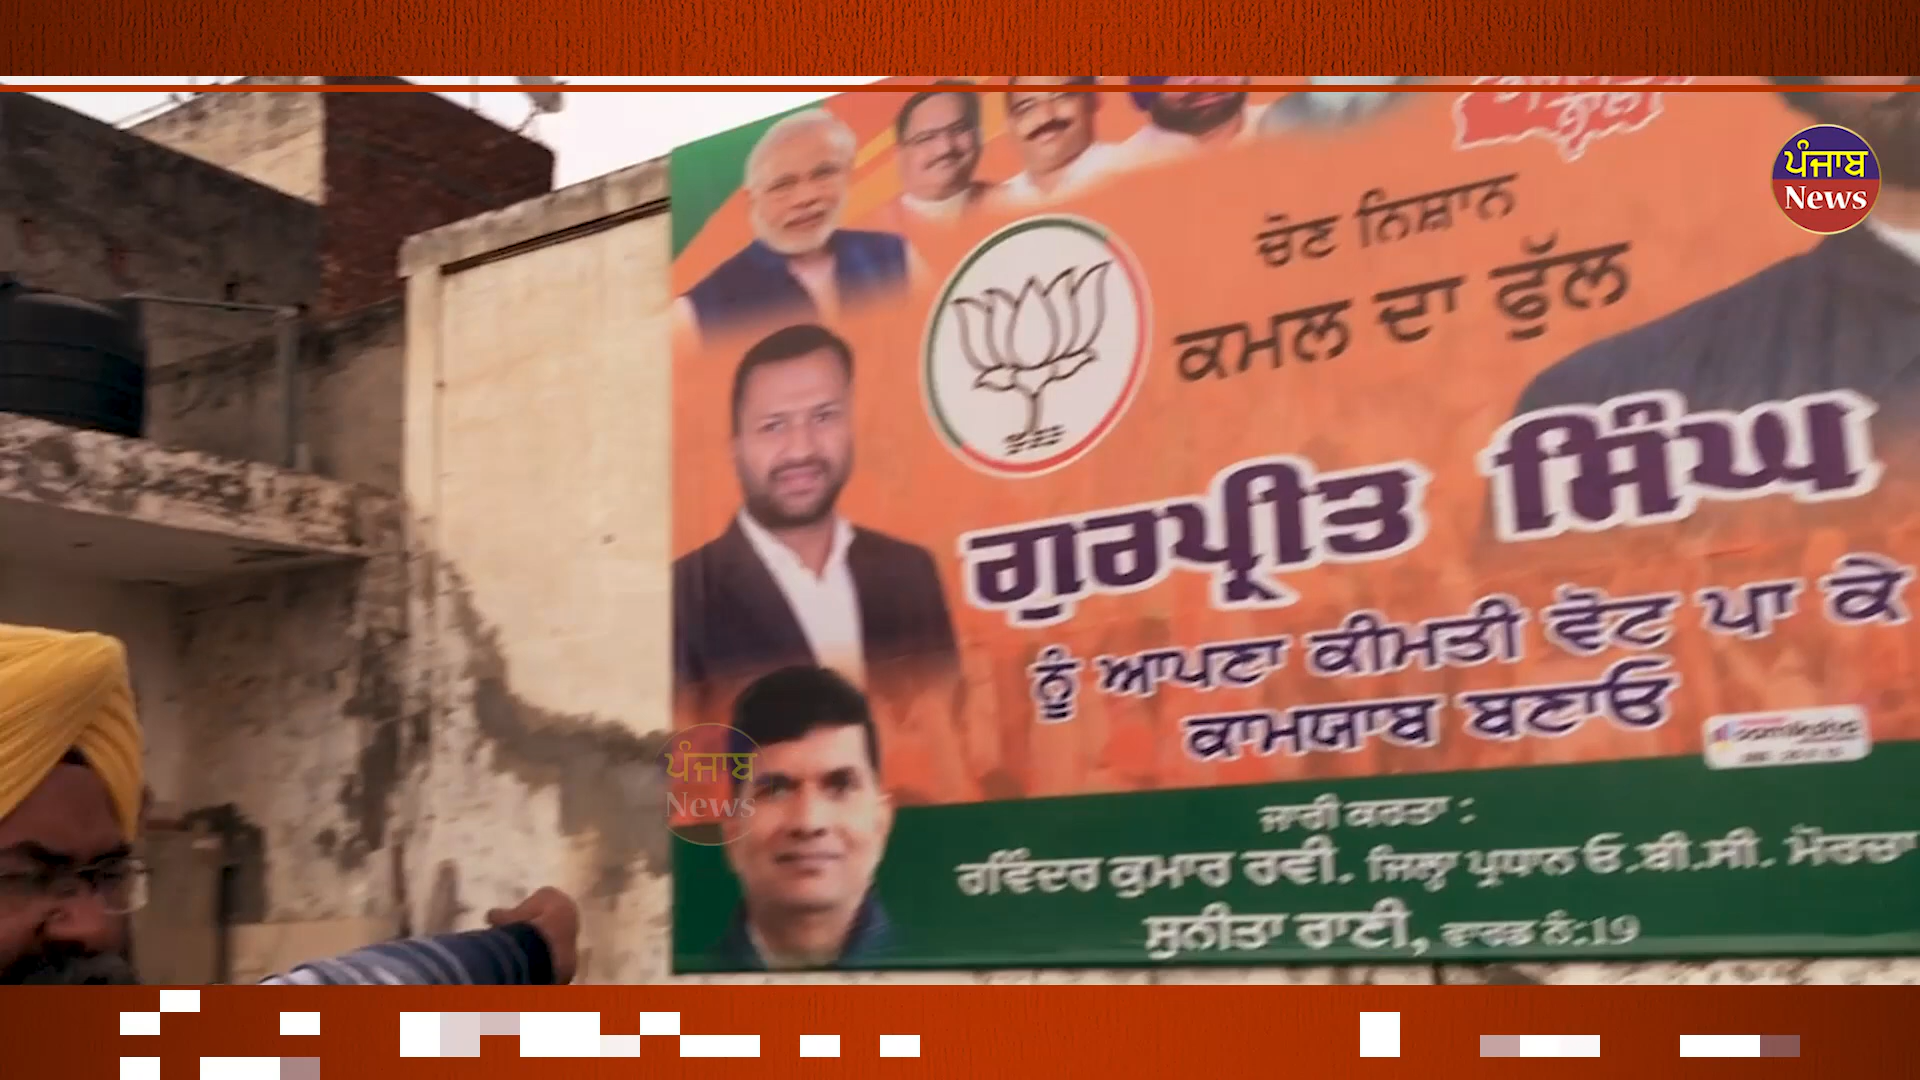 ਪੰਜਾਬ
News
ਚੋਣ ਨਿਸ਼ਾਨ
ਕਮਲ ਦਾ ਫੁੱਲ
ਗੁਰਪ੍ਰੀਤ ਸਿੰਘ
ਨੂੰ ਆਪਣਾ ਕੀਮਤੀ ਵੋਟ ਪਾ ਕੇ
ਕਾਮਯਾਬ ਬਣਾਓ
ਪੰਜਾਬ
News
ਜਾਰੀ ਕਰਤਾ :
ਰਵਿੰਦਰ ਕੁਮਾਰ ਰਵੀ. ਜਿਲ੍ਹਾ ਪ੍ਰਧਾਨ ਓ.ਬੀ.ਸੀ. ਮੋਰਚਾ
ਸੁਨੀਤਾ ਰਾਣੀ, ਵਾਰਡ ਨੰ:19